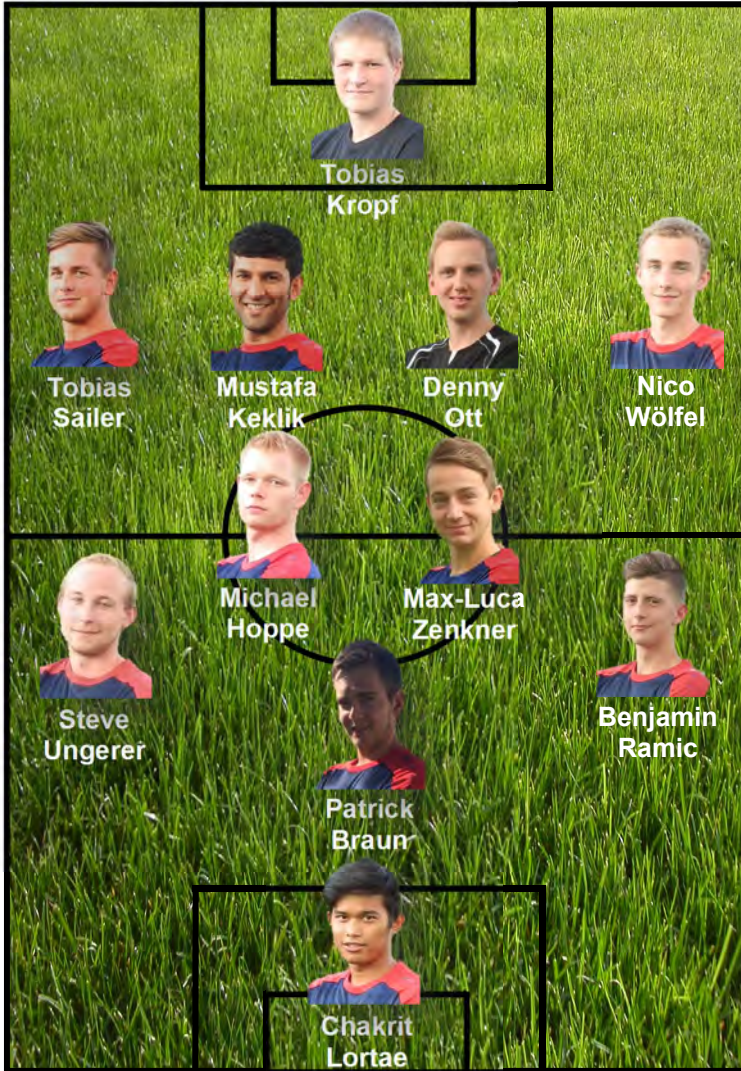 Tobias
Kropf
Tobias
Sailer
Mustafa
Keklik
Denny
Ott
Nico
Wölfel
Michael
Hoppe
Max-Luca
Zenkner
Steve
Ungerer
Benjamin
Ramic
Patrick
Braun
Chakrit
Lortae